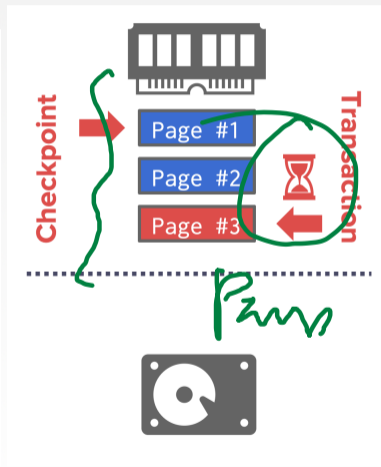 Checkpoint
Page #1
Page #2
Page #3
Transaction